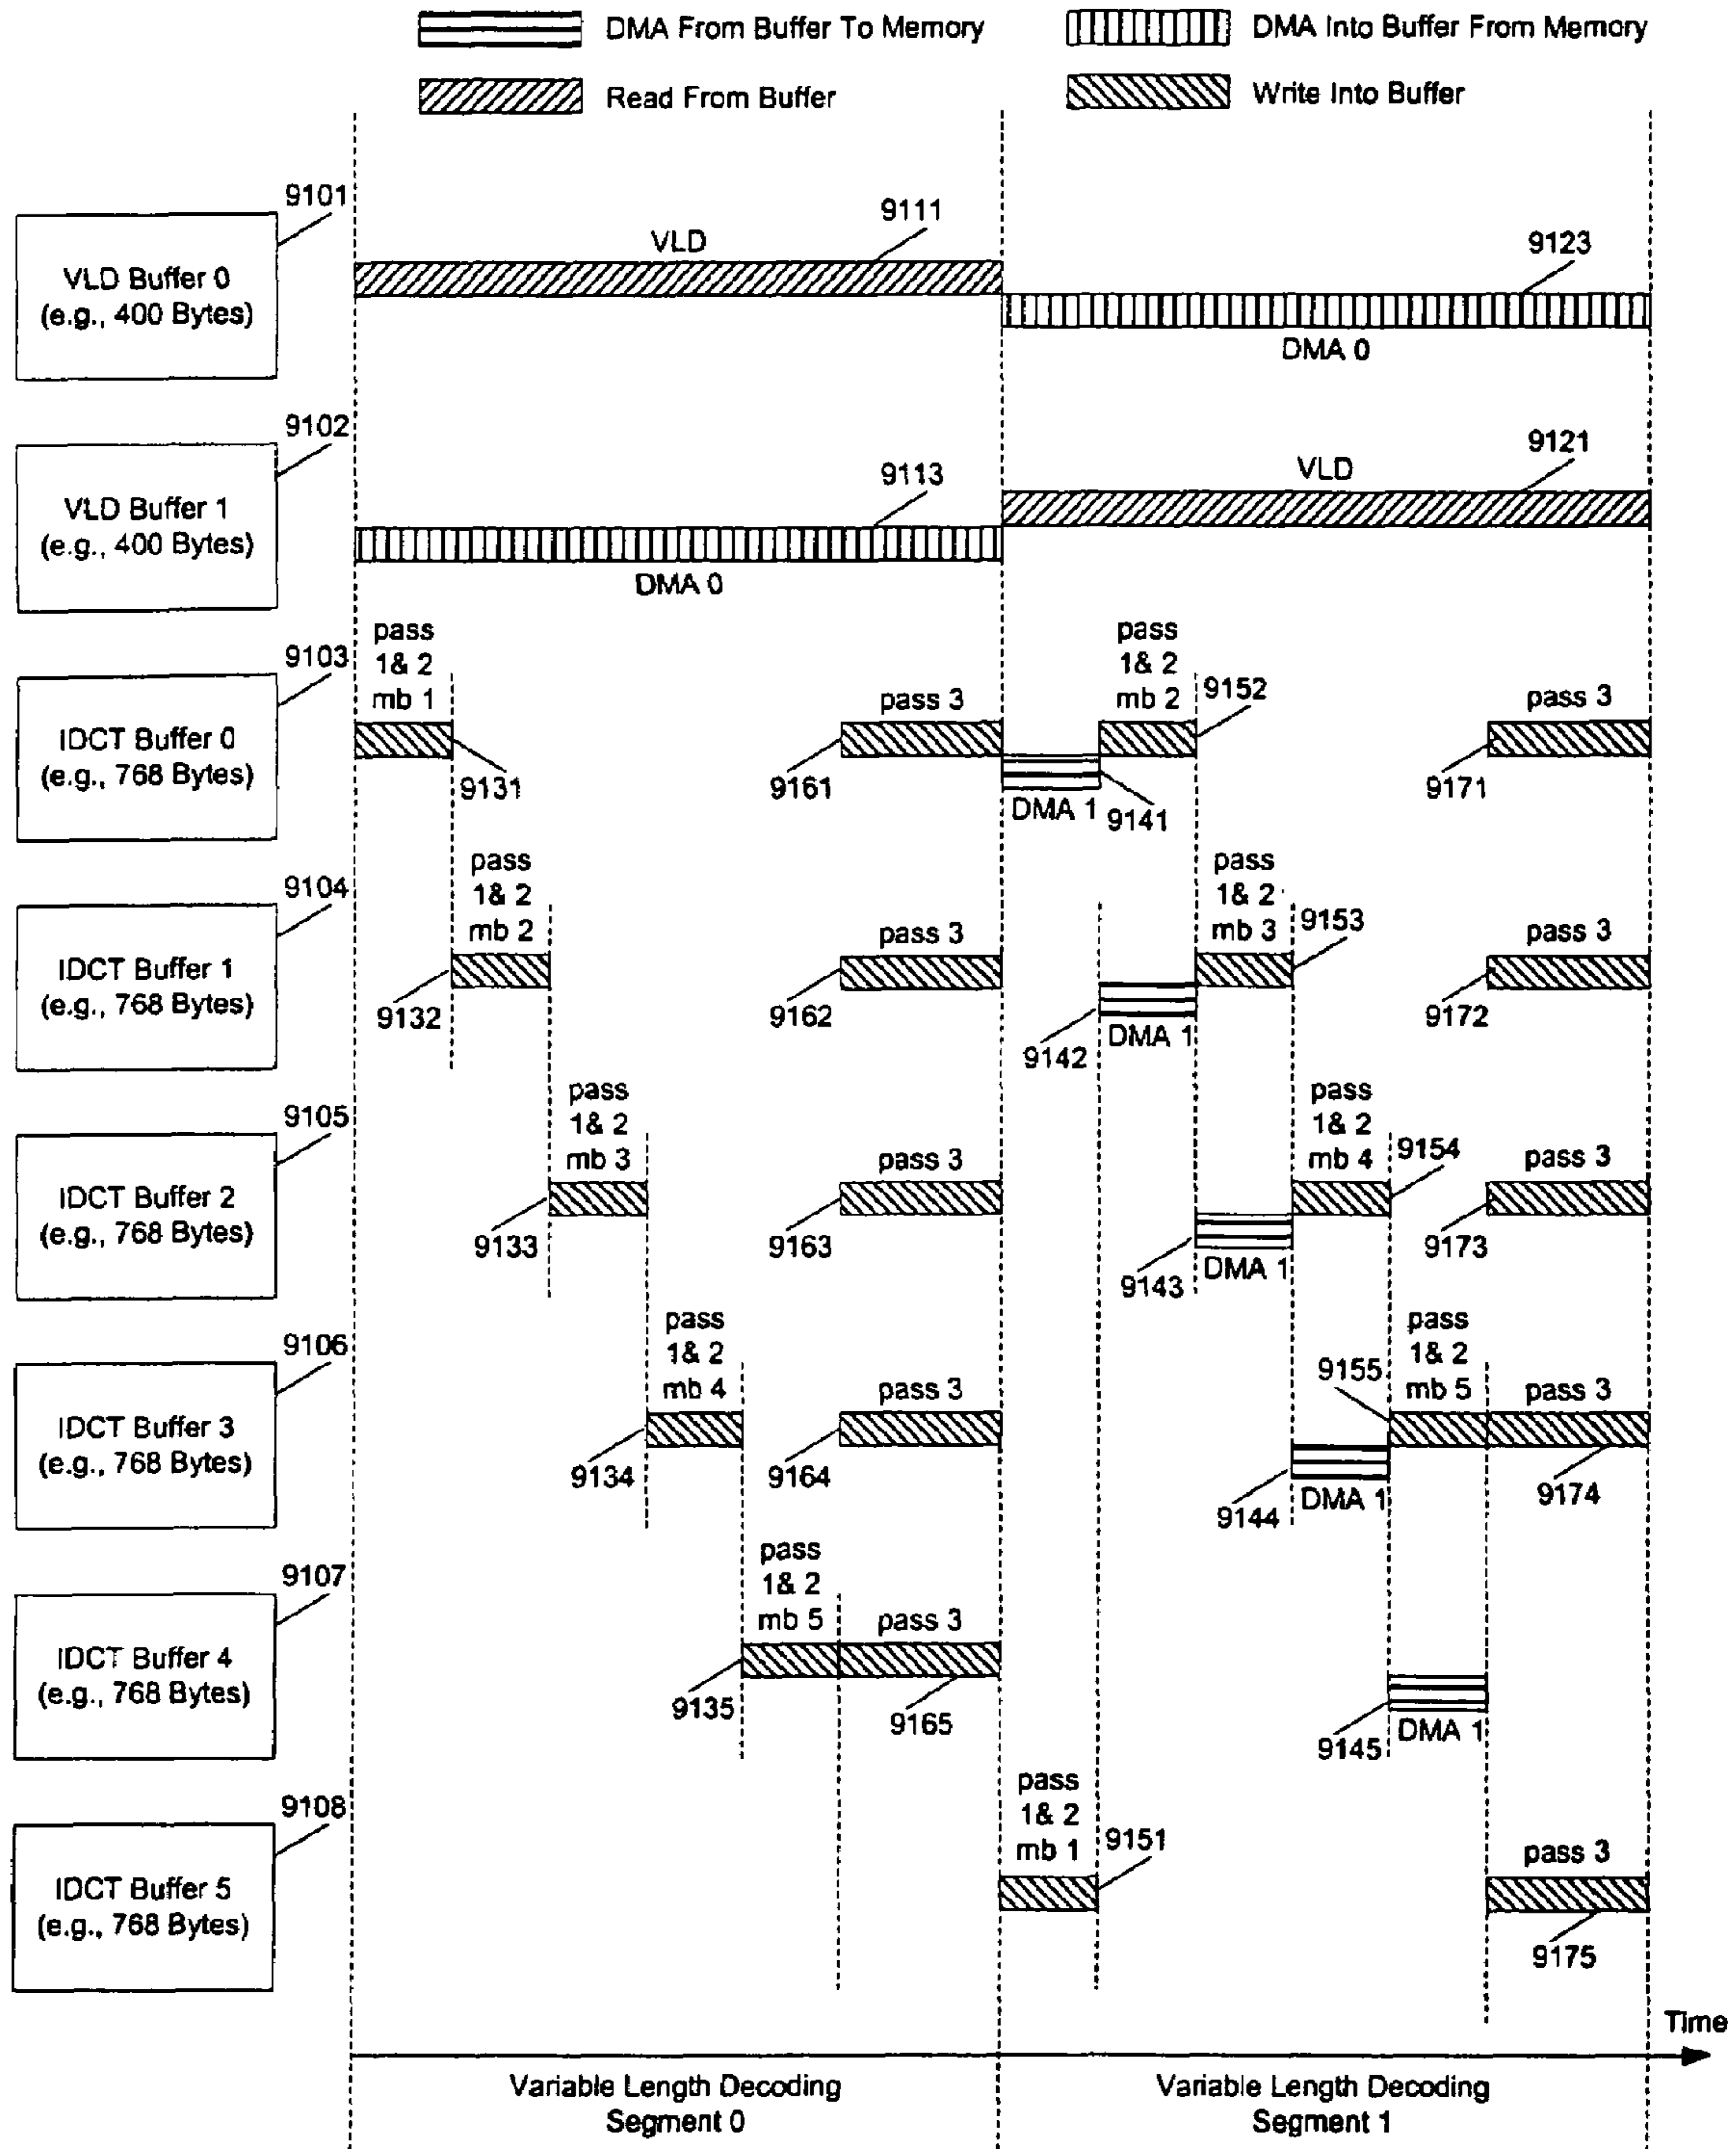 DMA From Buffer To Memory
DMA Into Buffer From Memory
Read From Buffer
Write Into Buffer
9101
VLD Buffer 0
(e.g., 400 Bytes)
VLD
9111
9123
DMA 0
9102
VLD Buffer 1
(e.g., 400 Bytes)
9113
DMA 0
VLD
9121
9103
IDCT Buffer 0
(e.g., 768 Bytes)
pass
1& 2
mb 1
9131
pass 3
9161
DMA 1
9141
pass
1& 2
mb 2
9152
pass 3
9171
9104
IDCT Buffer 1
(e.g., 768 Bytes)
pass
1& 2
mb 2
9132
pass 3
9162
9142
DMA 1
pass
1& 2
mb 3
9153
pass 3
9172
9105
IDCT Buffer 2
(e.g., 768 Bytes)
pass
1& 2
mb 3
9133
pass 3
9163
9143
DMA 1
pass
1& 2
mb 4
9154
pass 3
9173
9106
IDCT Buffer 3
(e.g., 768 Bytes)
pass
1& 2
mb 4
9134
pass 3
9164
9144
DMA 1
9155
pass
1& 2
mb 5
pass 3
9174
9107
IDCT Buffer 4
(e.g., 768 Bytes)
pass
1& 2
mb 5
9135
pass 3
9165
9145
DMA 1
9108
IDCT Buffer 5
(e.g., 768 Bytes)
pass
1& 2
mb 1
9151
pass 3
9175
Time
Variable Length Decoding
Segment 0
Variable Length Decoding
Segment 1